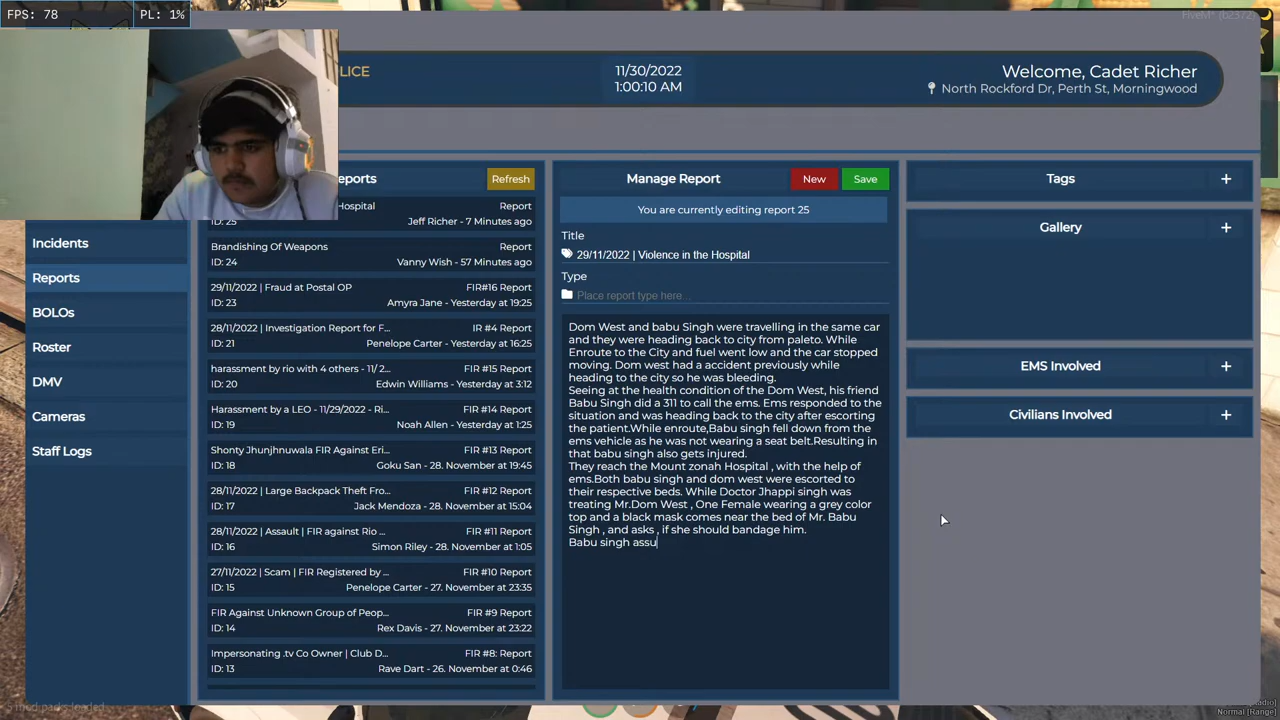 FPS: 78
PL: 1%
FiveM® (b2372)
LICE
11/30/2022
1:00:10 AM
Welcome, Cadet Richer
North Rockford Dr, Perth St, Morningwood
Incidents
Reports
BOLOs
Roster
DMV
Cameras
Staff Logs
eports
Refresh
Hospital
Report
ID: 25
Jeff Richer - 7 Minutes ago
Brandishing Of Weapons
Report
ID: 24
Vanny Wish - 57 Minutes ago
29/11/2022 | Fraud at Postal OP
FIR#16 Report
ID: 23
Amyra Jane - Yesterday at 19:25
28/11/2022 | Investigation Report for F...
IR #4 Report
ID: 21
Penelope Carter - Yesterday at 16:25
harassment by rio with 4 others - 11/ 2...
FIR #15 Report
ID: 20
Edwin Williams - Yesterday at 3:12
Harassment by a LEO - 11/29/2022 - Ri...
FIR #14 Report
ID: 19
Noah Allen - Yesterday at 1:25
Shonty Jhunjhnuwala FIR Against Eri...
FIR #13 Report
ID: 18
Goku San - 28. November at 19:45
28/11/2022 | Large Backpack Theft Fro...
FIR #12 Report
ID: 17
Jack Mendoza - 28. November at 15:04
28/11/2022 | Assault | FIR against Rio ...
FIR #11 Report
ID: 16
Simon Riley - 28. November at 1:05
27/11/2022 | Scam | FIR Registered by ...
FIR #10 Report
ID: 15
Penelope Carter - 27. November at 23:35
FIR Against Unknown Group of Peop...
FIR #9 Report
ID: 14
Rex Davis - 27. November at 23:22
Impersonating .tv Co Owner | Club D...
FIR #8: Report
ID: 13
Rave Dart - 26. November at 0:46
Manage Report
New
Save
You are currently editing report 25
Title
29/11/2022 | Violence in the Hospital
Type
Place report type here...
Dom West and babu Singh were travelling in the same car
and they were heading back to city from paleto. While
Enroute to the City and fuel went low and the car stopped
moving. Dom west had a accident previously while
heading to the city so he was bleeding.
Seeing at the health condition of the Dom West, his friend
Babu Singh did a 311 to call the ems. Ems responded to the
situation and was heading back to the city after escorting
the patient.While enroute,Babu singh fell down from the
ems vehicle as he was not wearing a seat belt.Resulting in
that babu singh also gets injured.
They reach the Mount zonah Hospital , with the help of
ems.Both babu singh and dom west were escorted to
their respective beds. While Doctor Jhappi singh was
treating Mr.Dom West , One Female wearing a grey color
top and a black mask comes near the bed of Mr. Babu
Singh , and asks , if she should bandage him.
Babu singh assu
Tags
+
Gallery
+
EMS Involved
+
Civilians Involved
+
5 mod packs loaded
Radio
Normal [Range]